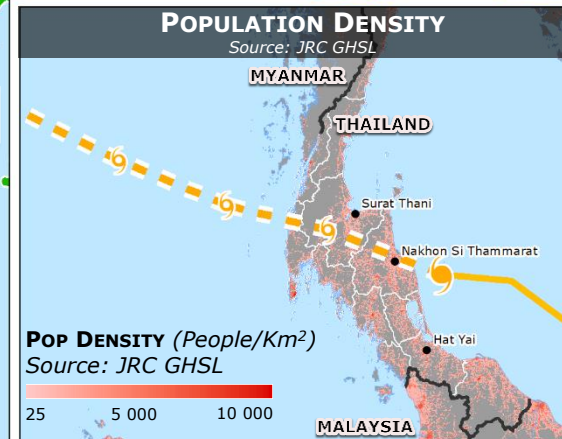 POPULATION DENSITY
Source: JRC GHSL
MYANMAR
THAILAND
Surat Thani
Nakhon Si Thammarat
Hat Yai
POP DENSITY (People/Km²)
Source: JRC GHSL
25 5 000 10 000
MALAYSIA